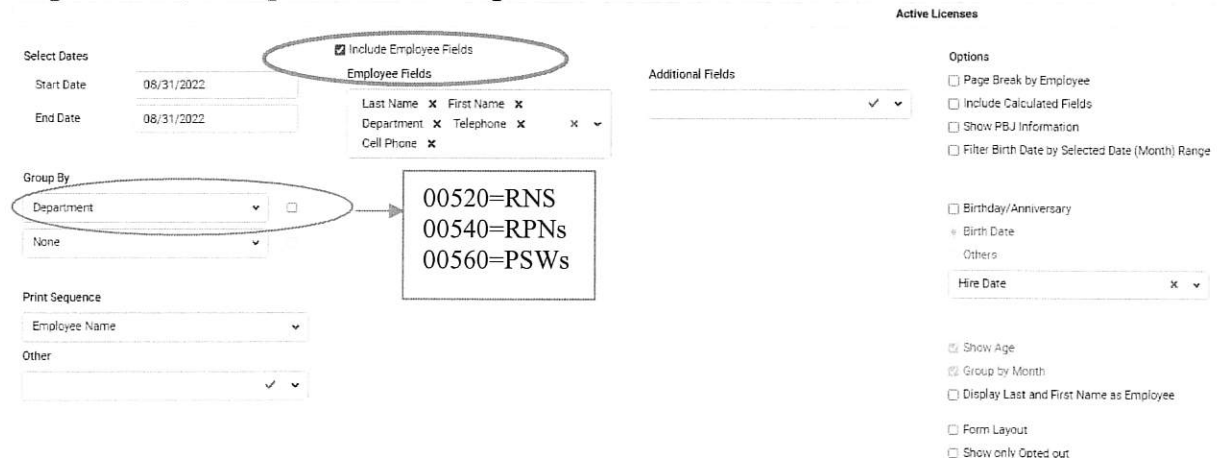 Active Licenses
Select Dates
Start Date 08/31/2022
End Date 08/31/2022
Include Employee Fields
Employee Fields
Last Name x First Name x
Department x Telephone x
Cell Phone x
Additional Fields
Options
Page Break by Employee
Include Calculated Fields
Show PBJ Information
Filter Birth Date by Selected Date (Month) Range
Group By
Department
None
00520=RNS
00540=RPNs
00560=PSWs
Birthday/Anniversary
Birth Date
Others
Hire Date
Print Sequence
Employee Name
Other
Show Age
Group by Month
Display Last and First Name as Employee
Form Layout
Show only Opted out